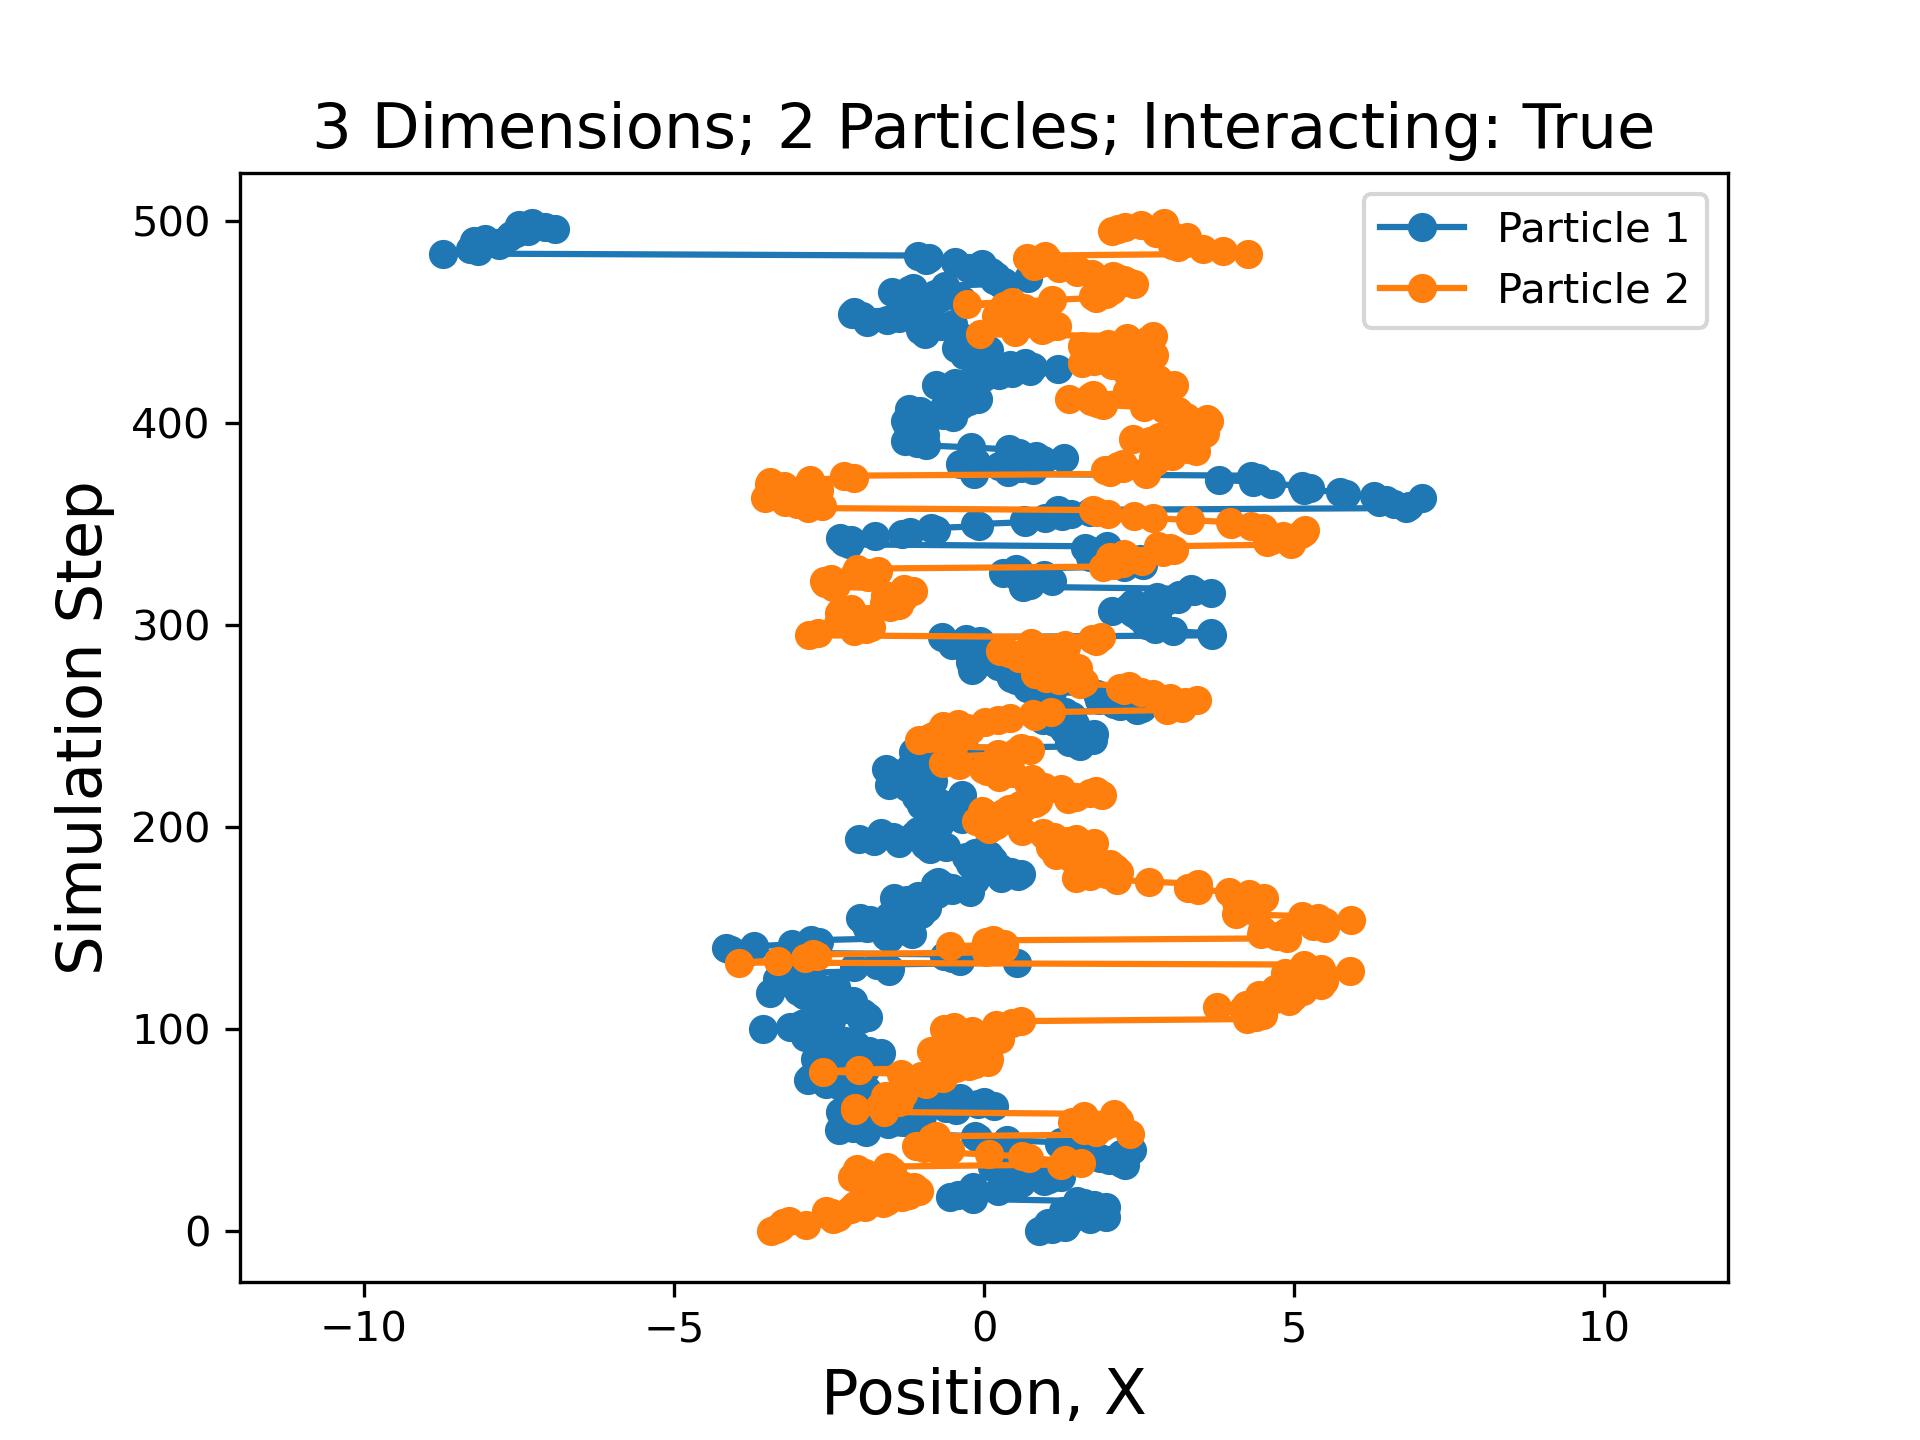 3 Dimensions; 2 Particles; Interacting: True
Particle 1
Particle 2
500
400
300
200
100
0
Simulation Step
−10
−5
0
5
10
Position, X